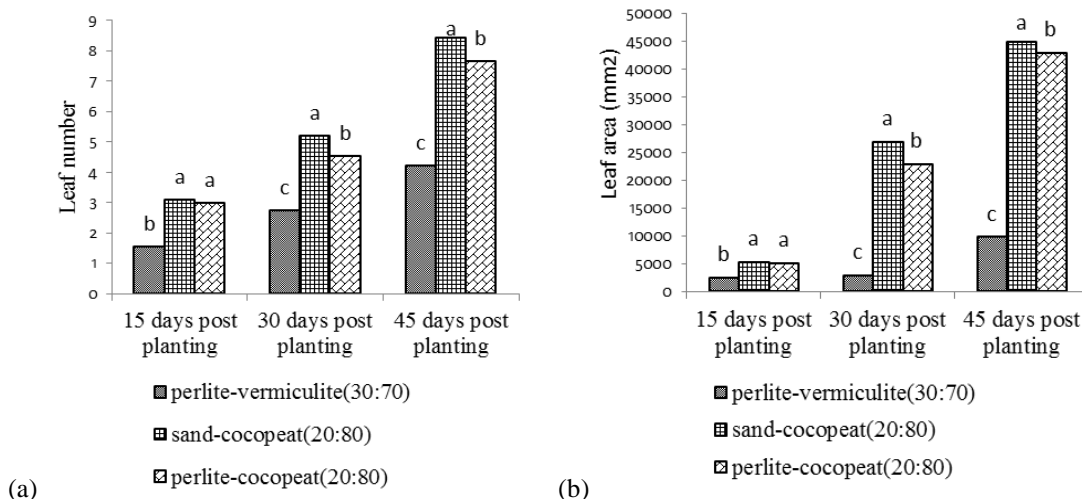 9
8
7
6
5
4
3
2
1
0
Leaf number
b
a
a
c
a
b
c
a
b
15 days post
planting
30 days post
planting
45 days post
planting
perlite-vermiculite(30:70)
sand-cocopeat(20:80)
perlite-cocopeat(20:80)
(a)
50000
45000
40000
35000
30000
25000
20000
15000
10000
5000
0
Leaf area (mm2)
b
a
a
c
a
b
c
a
b
15 days post
planting
30 days post
planting
45 days post
planting
perlite-vermiculite(30:70)
sand-cocopeat(20:80)
perlite-cocopeat(20:80)
(b)